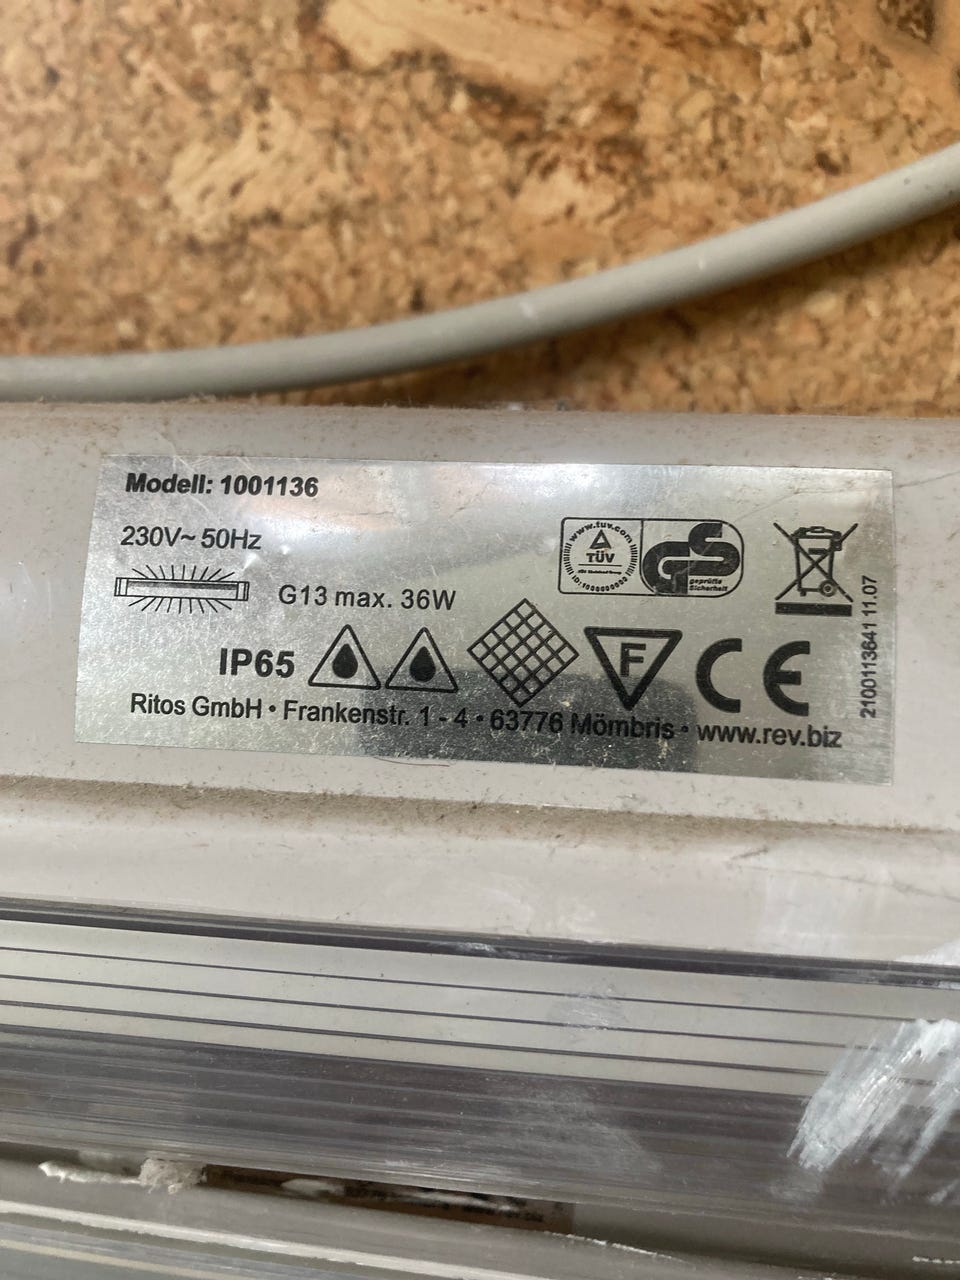 Modell: 1001136
230V~ 50Hz
G13 max. 36W
www.tuv.com
TÜV
GS
geprüfte
Sicherheit
IP65
F
CE
Ritos GmbH • Frankenstr. 1 - 4 • 63776 Mömbris • www.rev.biz
2100113641 11.07